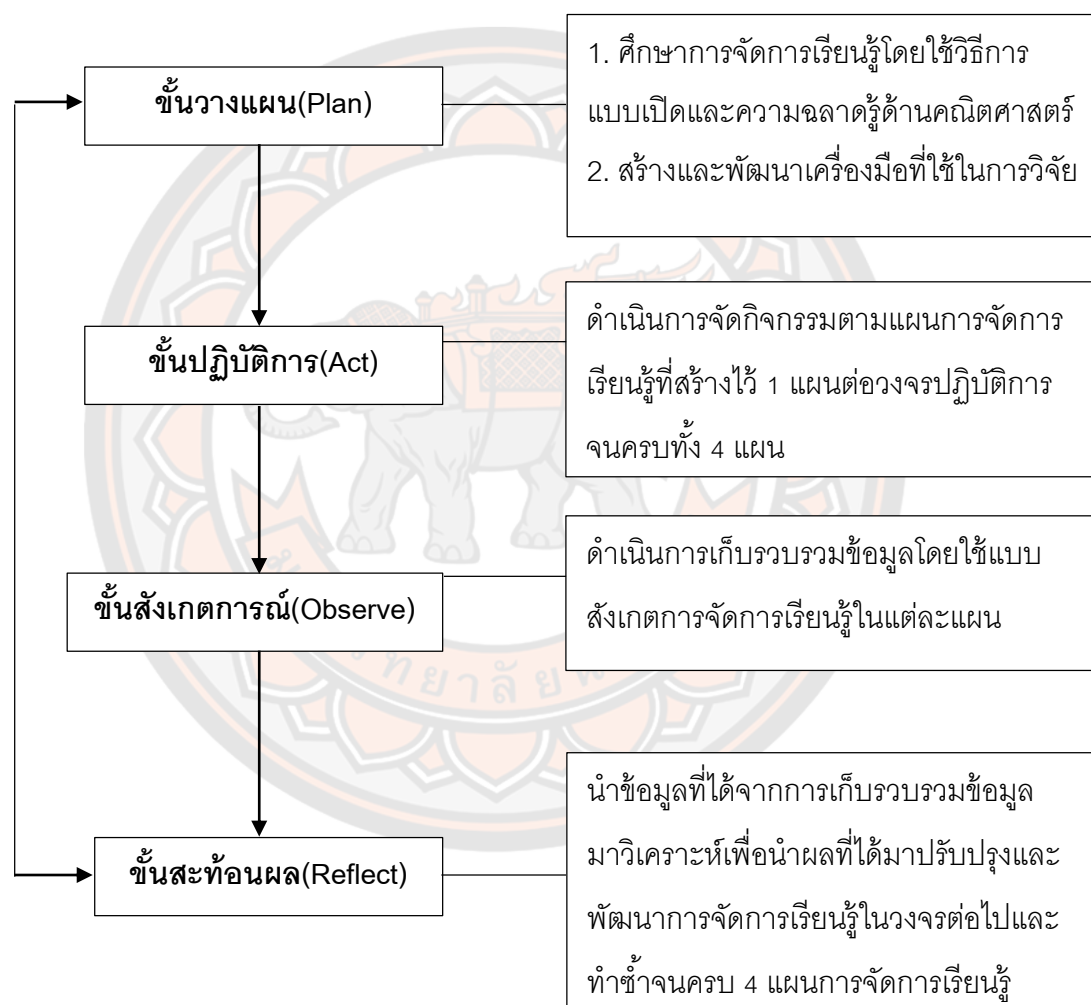 ขั้นวางแผน(Plan)
1. ศึกษาการจัดการเรียนรู้โดยใช้วิธีการ
แบบเปิดและความฉลาดรู้ด้านคณิตศาสตร์
2. สร้างและพัฒนาเครื่องมือที่ใช้ในการวิจัย
ขั้นปฏิบัติการ(Act)
ดำเนินการจัดกิจกรรมตามแผนการจัดการ
เรียนรู้ที่สร้างไว้ 1 แผนต่อวงจรปฏิบัติการ
จนครบทั้ง 4 แผน
ขั้นสังเกตการณ์(Observe)
ดำเนินการเก็บรวบรวมข้อมูลโดยใช้แบบ
สังเกตการจัดการเรียนรู้ในแต่ละแผน
ขั้นสะท้อนผล(Reflect)
นำข้อมูลที่ได้จากการเก็บรวบรวมข้อมูล
มาวิเคราะห์เพื่อนำผลที่ได้มาปรับปรุงและ
พัฒนาการจัดการเรียนรู้ในวงจรต่อไปและ
ทำซ้ำจนครบ 4 แผนการจัดการเรียนรู้